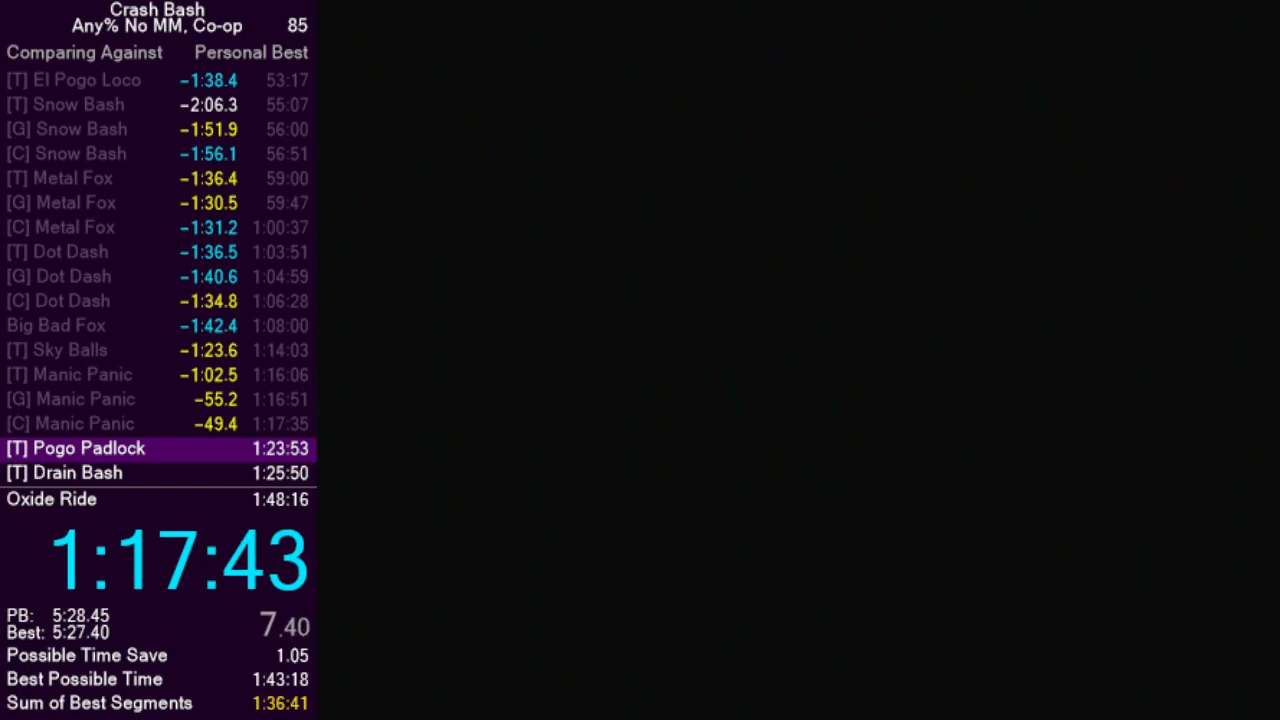 Crash Bash
Any% No MM, Co-op 85
Comparing Against Personal Best
[T] El Pogo Loco −1:38.4 53:17
[T] Snow Bash −2:06.3 55:07
[G] Snow Bash −1:51.9 56:00
[C] Snow Bash −1:56.1 56:51
[T] Metal Fox −1:36.4 59:00
[G] Metal Fox −1:30.5 59:47
[C] Metal Fox −1:31.2 1:00:37
[T] Dot Dash −1:36.5 1:03:51
[G] Dot Dash −1:40.6 1:04:59
[C] Dot Dash −1:34.8 1:06:28
Big Bad Fox −1:42.4 1:08:00
[T] Sky Balls −1:23.6 1:14:03
[T] Manic Panic −1:02.5 1:16:06
[G] Manic Panic −55.2 1:16:51
[C] Manic Panic −49.4 1:17:35
[T] Pogo Padlock 1:23:53
[T] Drain Bash 1:25:50
Oxide Ride 1:48:16
1:17:43
PB: 5:28.45
Best: 5:27.40 7.40
Possible Time Save 1.05
Best Possible Time 1:43:18
Sum of Best Segments 1:36:41